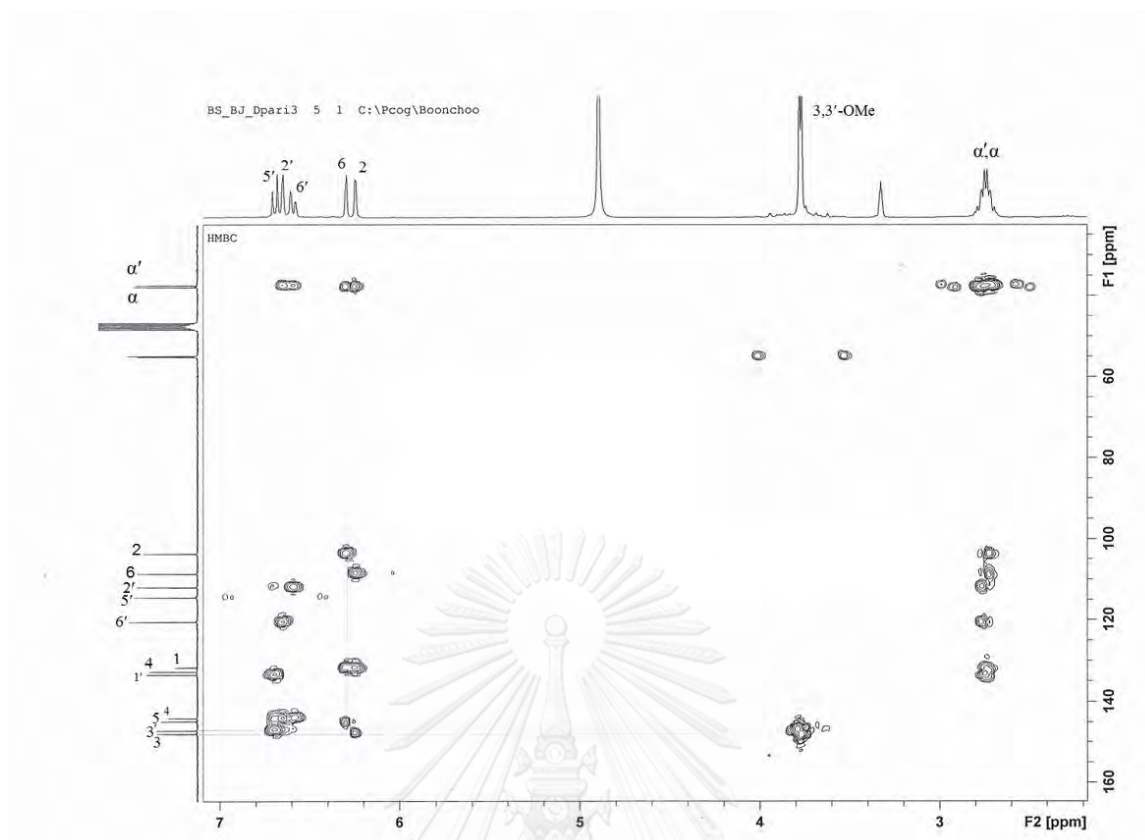 BS_BJ_Dpari3 5 1 C:\Pcog\Boonchoo
3,3′-OMe
α′,α
5′ 2′ 6′ 6 2
HMBC
α′
α
2
6
2′
5′
6′
4 1
1′
5 4
3′
3
60
80
100
120
140
160
F1 [ppm]
7 6 5 4 3 F2 [ppm]